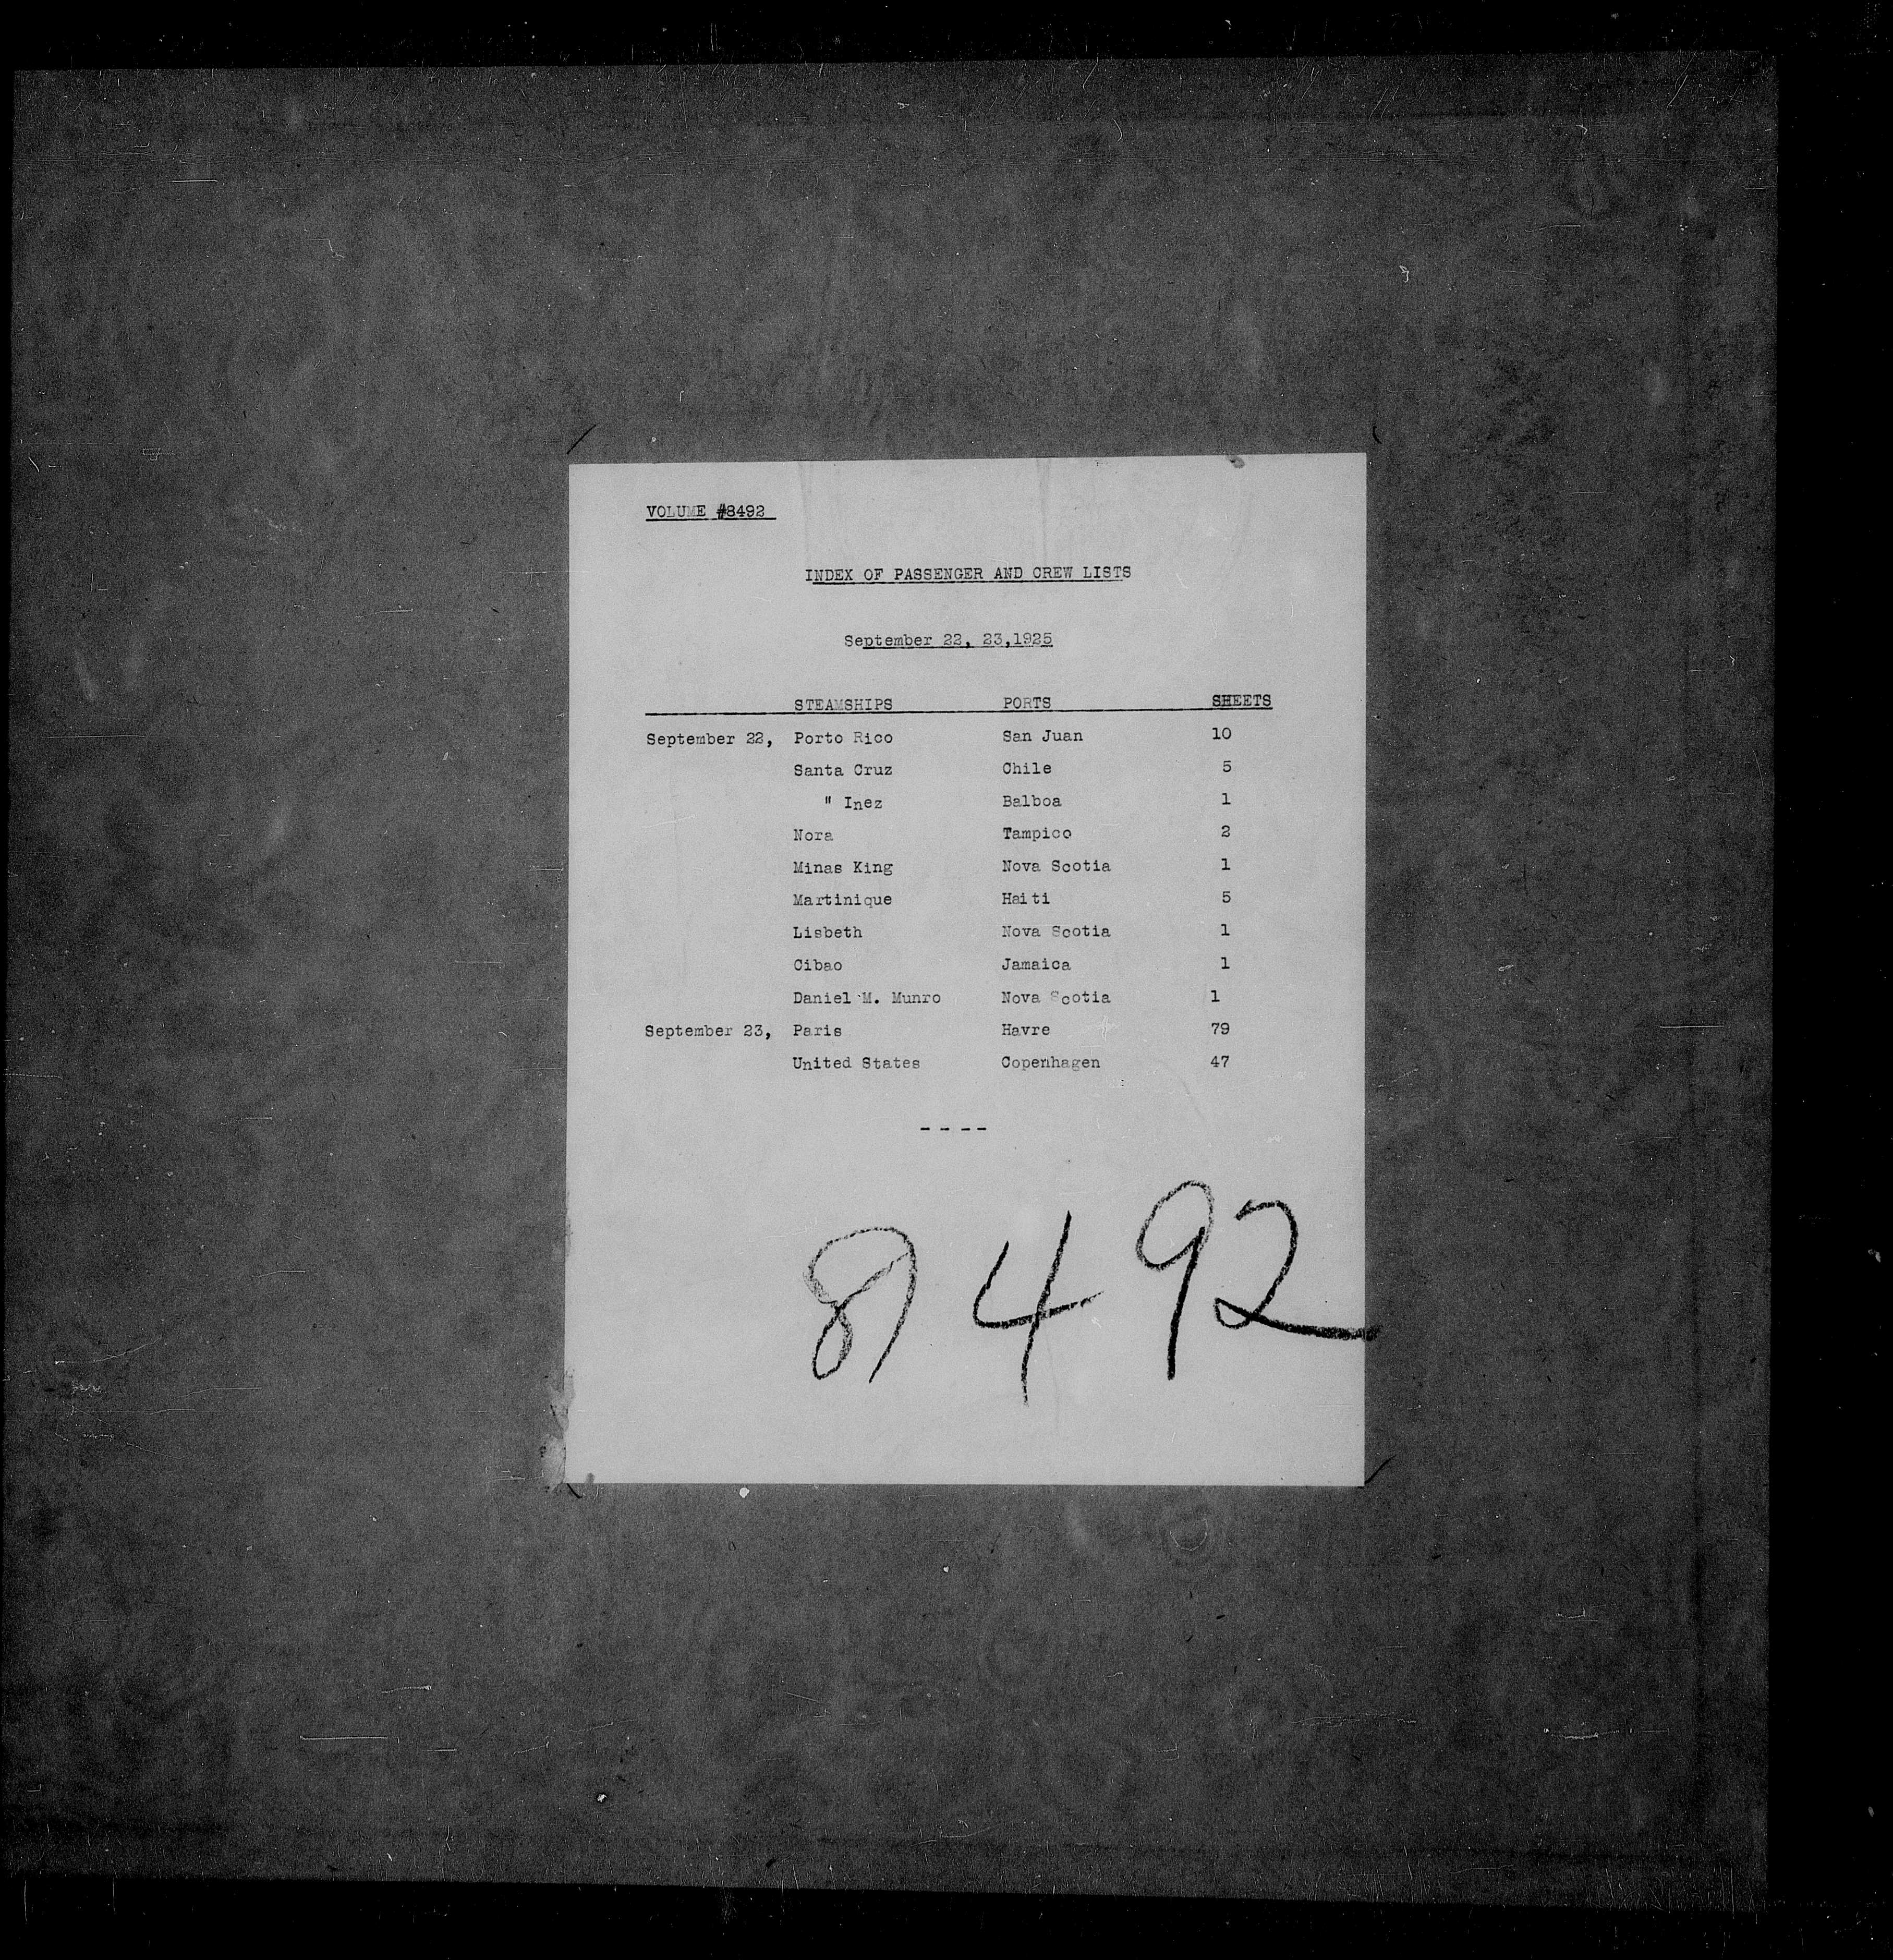 VOLUME #8492
INDEX OF PASSENGER AND CREW LISTS
September 22, 23,1925
STEAMSHIPS PORTS SHEETS
September 22, Porto Rico San Juan 10
Santa Cruz Chile 5
" Inez Balboa 1
Nora Tampico 2
Minas King Nova Scotia 1
Martinique Haiti 5
Lisbeth Nova Scotia 1
Cibao Jamaica 1
Daniel M. Munro Nova Scotia 1
September 23, Paris Havre 79
United States Copenhagen 47
- - - -
8492